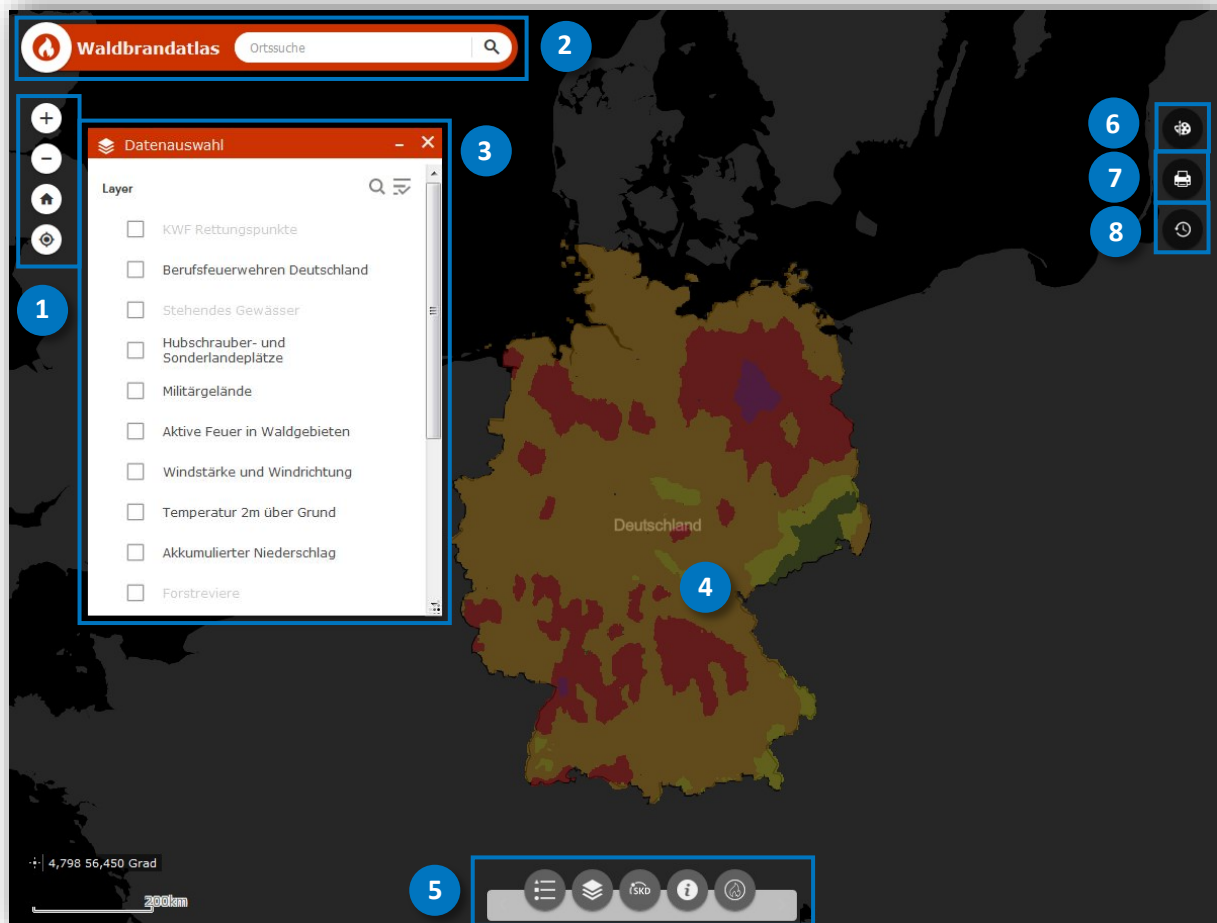 Waldbrandatlas
Ortssuche
2
Datenauswahl
3
Layer
KWF Rettungspunkte
Berufsfeuerwehren Deutschland
Stehendes Gewässer
Hubschrauber- und
Sonderlandeplätze
Militärgelände
Aktive Feuer in Waldgebieten
Windstärke und Windrichtung
Temperatur 2m über Grund
Akkumulierter Niederschlag
Forstreviere
1
6
7
8
Deutschland
4
4,798 56,450 Grad
200km
5
SKD